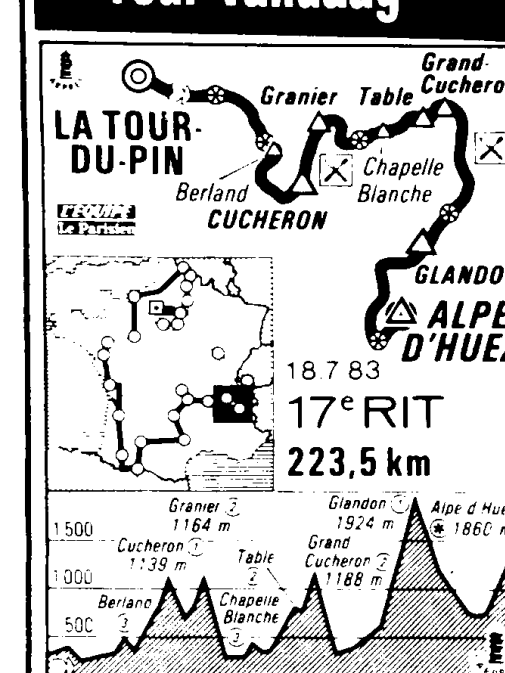 Tour vandaag
Grand-
Cuchero
Granier
Table
LA TOUR-
DU-PIN
Chapelle
Blanche
Berland
CUCHERON
L'EQUIPE
Le Parisien
GLANDO
ALPE
D'HUEZ
18.7 83
17e RIT
223,5 km
Granier 2
1164 m
Glandon 1
1924 m
Alpe d Hue
1860 m
1500
Cucheron 1
1139 m
Table
2
Grand
Cucheron 2
1188 m
1000
Berland
3
Chapelle
Blanche
3
500